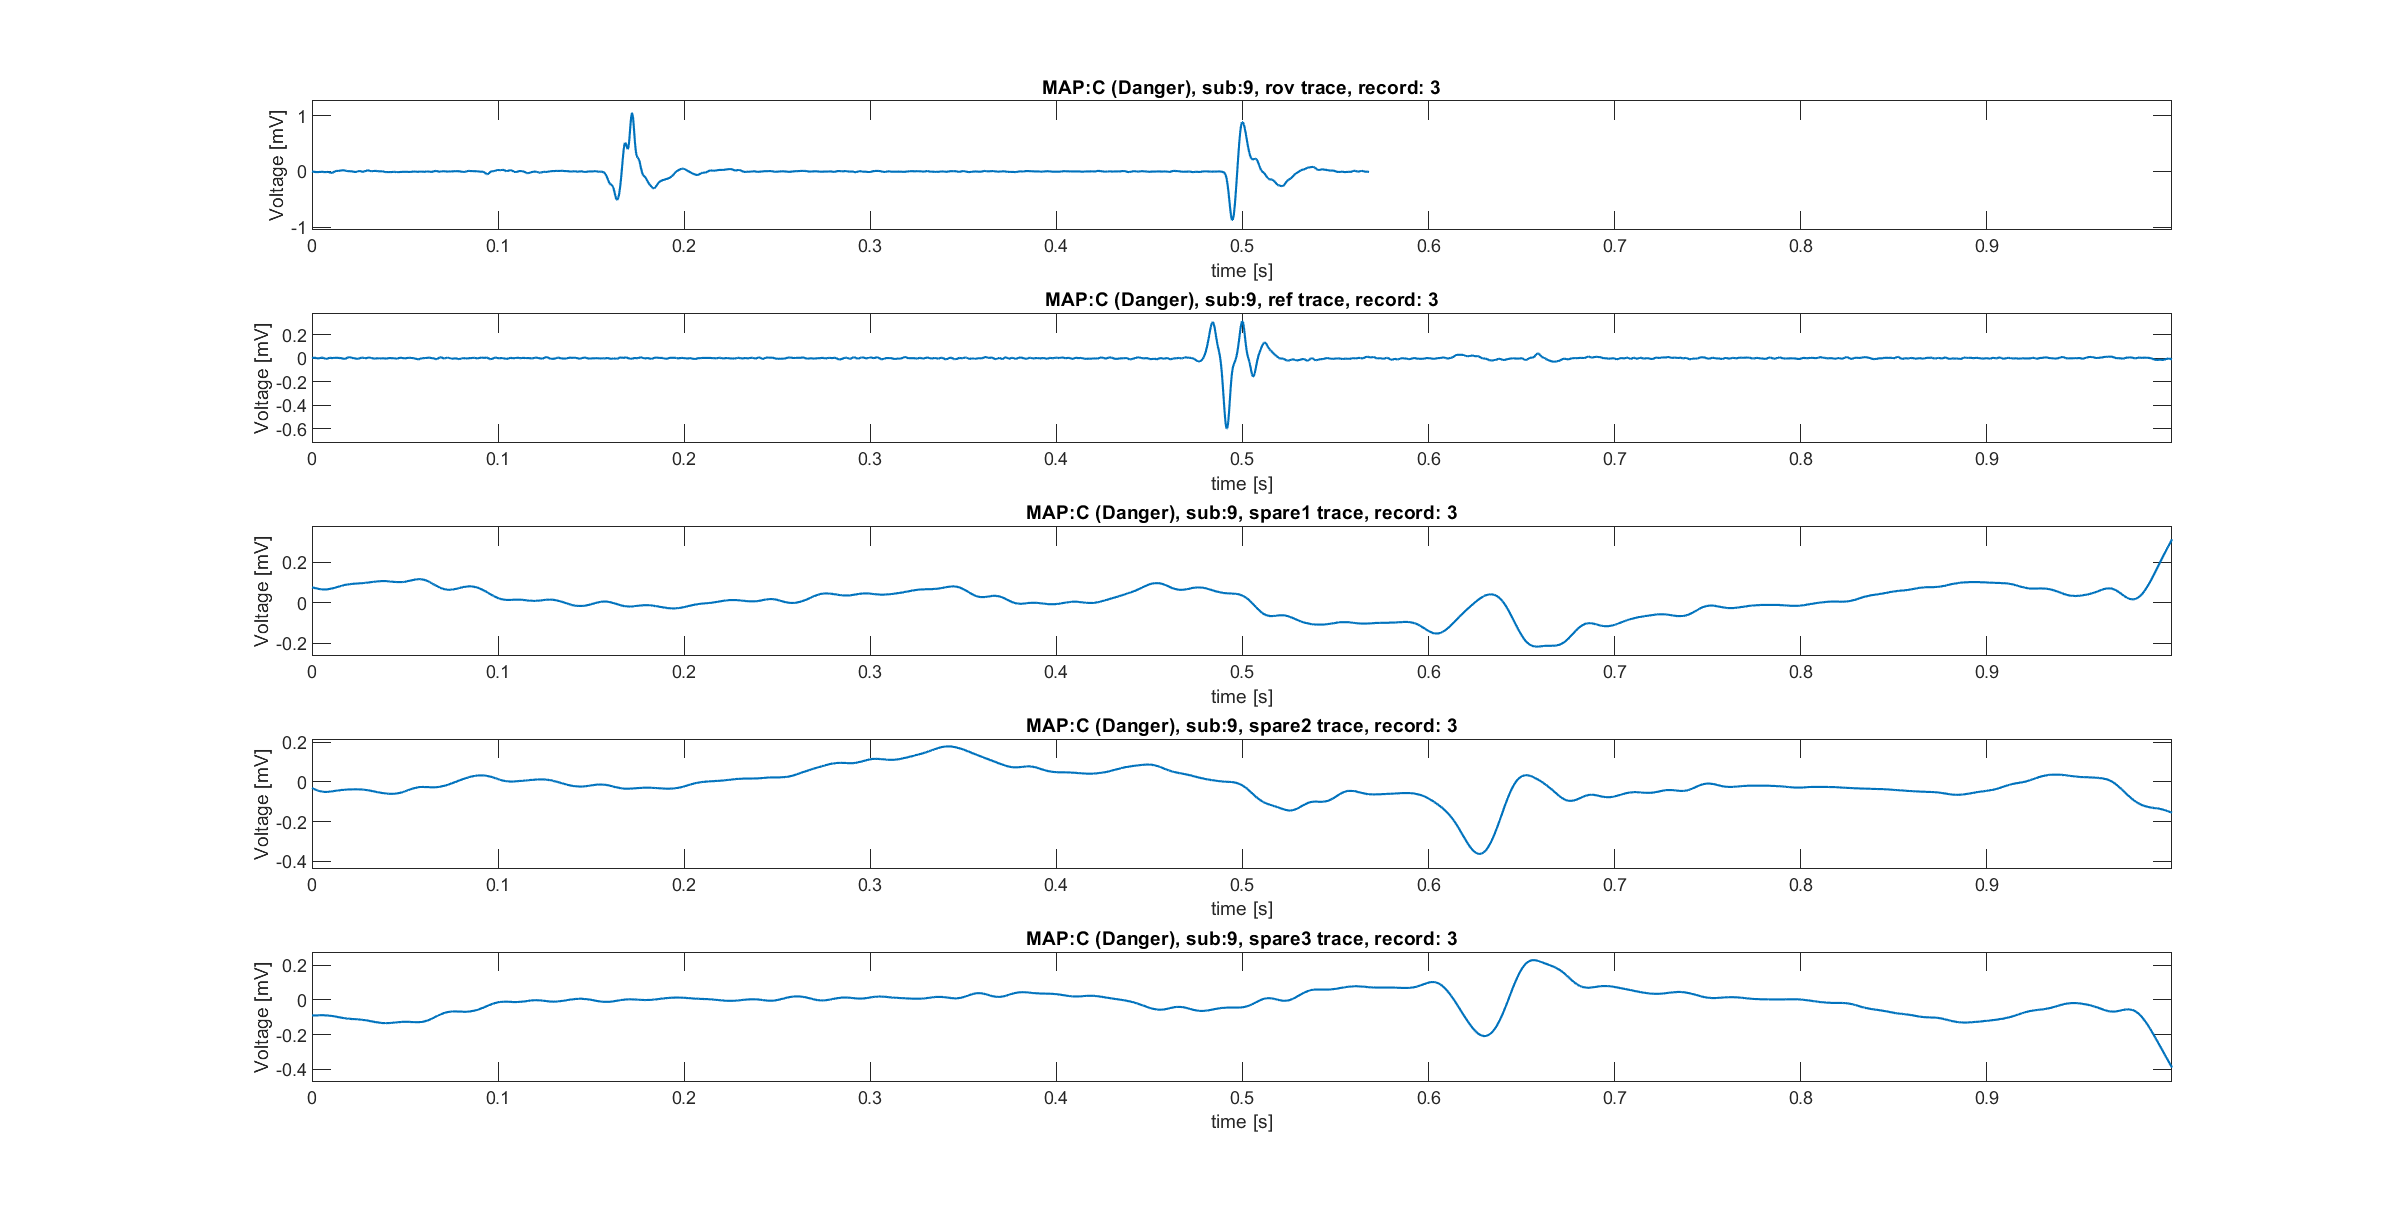 MAP:C (Danger), sub:9, rov trace, record: 3
Voltage [mV]
1
0
-1
0 0.1 0.2 0.3 0.4 0.5 0.6 0.7 0.8 0.9
time [s]
MAP:C (Danger), sub:9, ref trace, record: 3
Voltage [mV]
0.2
0
-0.2
-0.4
-0.6
0 0.1 0.2 0.3 0.4 0.5 0.6 0.7 0.8 0.9
time [s]
MAP:C (Danger), sub:9, spare1 trace, record: 3
Voltage [mV]
0.2
0
-0.2
0 0.1 0.2 0.3 0.4 0.5 0.6 0.7 0.8 0.9
time [s]
MAP:C (Danger), sub:9, spare2 trace, record: 3
Voltage [mV]
0.2
0
-0.2
-0.4
0 0.1 0.2 0.3 0.4 0.5 0.6 0.7 0.8 0.9
time [s]
MAP:C (Danger), sub:9, spare3 trace, record: 3
Voltage [mV]
0.2
0
-0.2
-0.4
0 0.1 0.2 0.3 0.4 0.5 0.6 0.7 0.8 0.9
time [s]